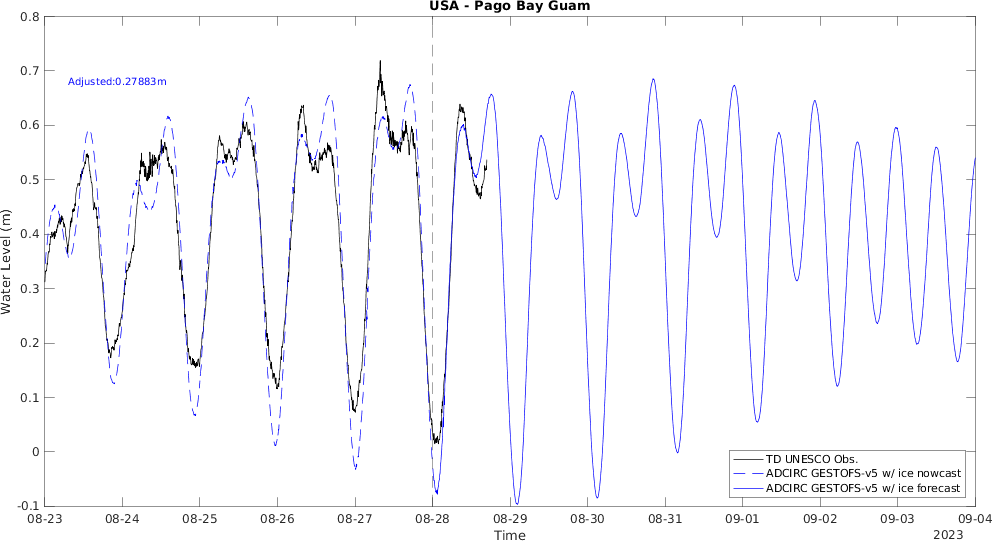 USA - Pago Bay Guam
Adjusted:0.27883m
Water Level (m)
0.8
0.7
0.6
0.5
0.4
0.3
0.2
0.1
0
-0.1
08-23 08-24 08-25 08-26 08-27 08-28 08-29 08-30 08-31 09-01 09-02 09-03 09-04
Time
2023
TD UNESCO Obs.
ADCIRC GESTOFS-v5 w/ ice nowcast
ADCIRC GESTOFS-v5 w/ ice forecast